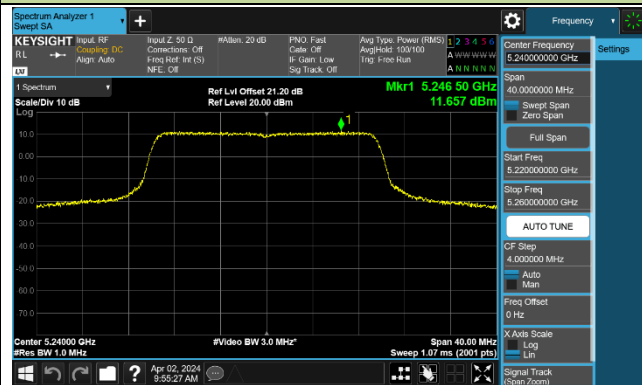 Spectrum Analyzer 1
Swept SA
Frequency
KEYSIGHT
Input: RF
Input Z: 50 Ω
#Atten: 20 dB
PNO: Fast
Avg Type: Power (RMS)
1 2 3 4 5 6
RL
Coupling: DC
Corrections: Off
Gate: Off
Avg|Hold: 100/100
A W W W W W
Align: Auto
Freq Ref: Int (S)
IF Gain: Low
Trig: Free Run
NFE: Off
Sig Track: Off
A N N N N N
LXI
1 Spectrum
Ref Lvl Offset 21.20 dB
Mkr1 5.246 50 GHz
Scale/Div 10 dB
Ref Level 20.00 dBm
11.657 dBm
Log
1
10.0
0.00
-10.0
-20.0
-30.0
-40.0
-50.0
-60.0
-70.0
Center 5.24000 GHz
#Video BW 3.0 MHz*
Span 40.00 MHz
#Res BW 1.0 MHz
Sweep 1.07 ms (2001 pts)
Apr 02, 2024
9:55:27 AM
Center Frequency
5.240000000 GHz
Settings
Span
40.0000000 MHz
Swept Span
Zero Span
Full Span
Start Freq
5.220000000 GHz
Stop Freq
5.260000000 GHz
AUTO TUNE
CF Step
4.000000 MHz
Auto
Man
Freq Offset
0 Hz
X Axis Scale
Log
Lin
Signal Track
(Span Zoom)